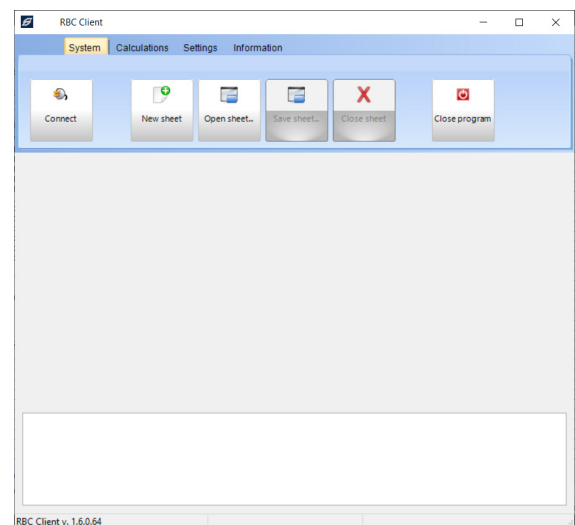 RBC Client
System Calculations Settings Information
Connect New sheet Open sheet... Save sheet... Close sheet Close program
RBC Client v. 1.6.0.64